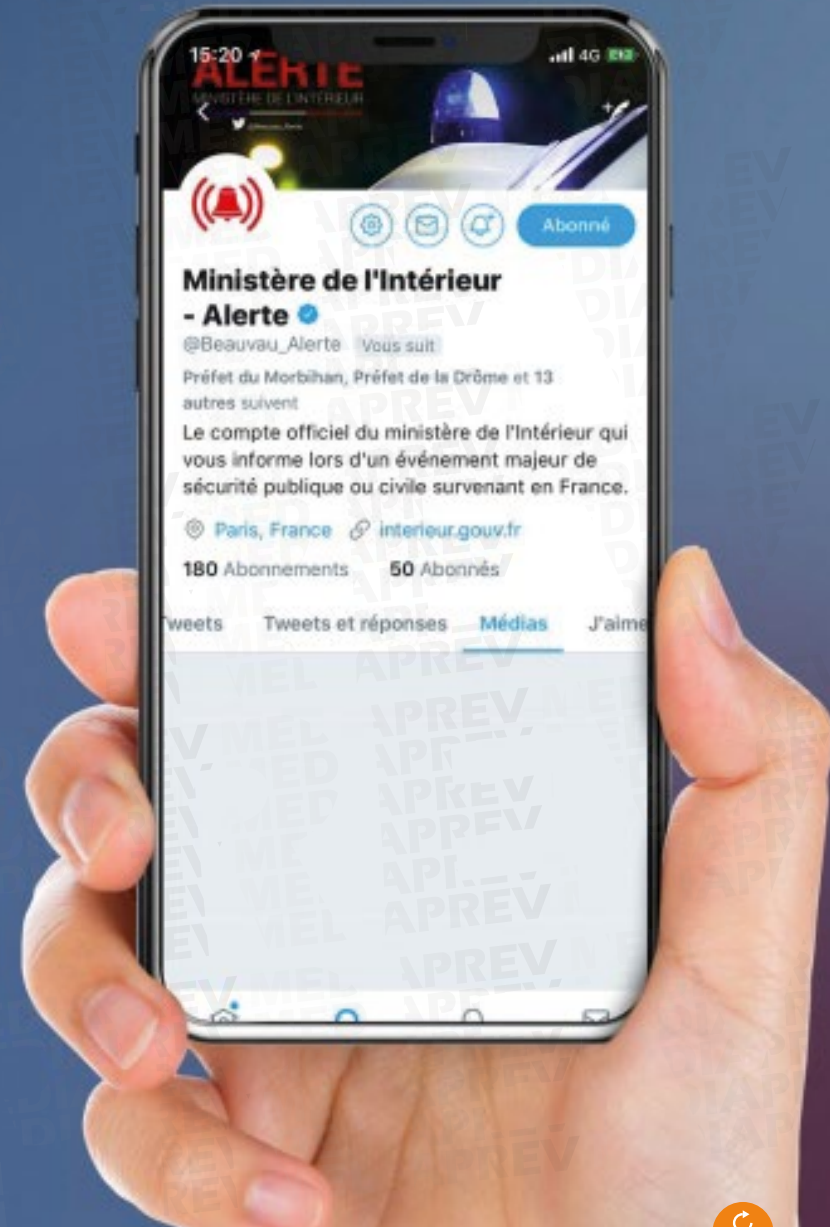 15:20
4G
ALERTE
MINISTÈRE DE L'INTÉRIEUR
@Beauvau_Alerte
Abonné
Ministère de l'Intérieur
- Alerte
@Beauvau_Alerte Vous suit
Préfet du Morbihan, Préfet de la Drôme et 13
autres suivent
Le compte officiel du ministère de l'Intérieur qui
vous informe lors d'un événement majeur de
sécurité publique ou civile survenant en France.
Paris, France interieur.gouv.fr
180 Abonnements 50 Abonnés
Tweets Tweets et réponses Médias J'aime